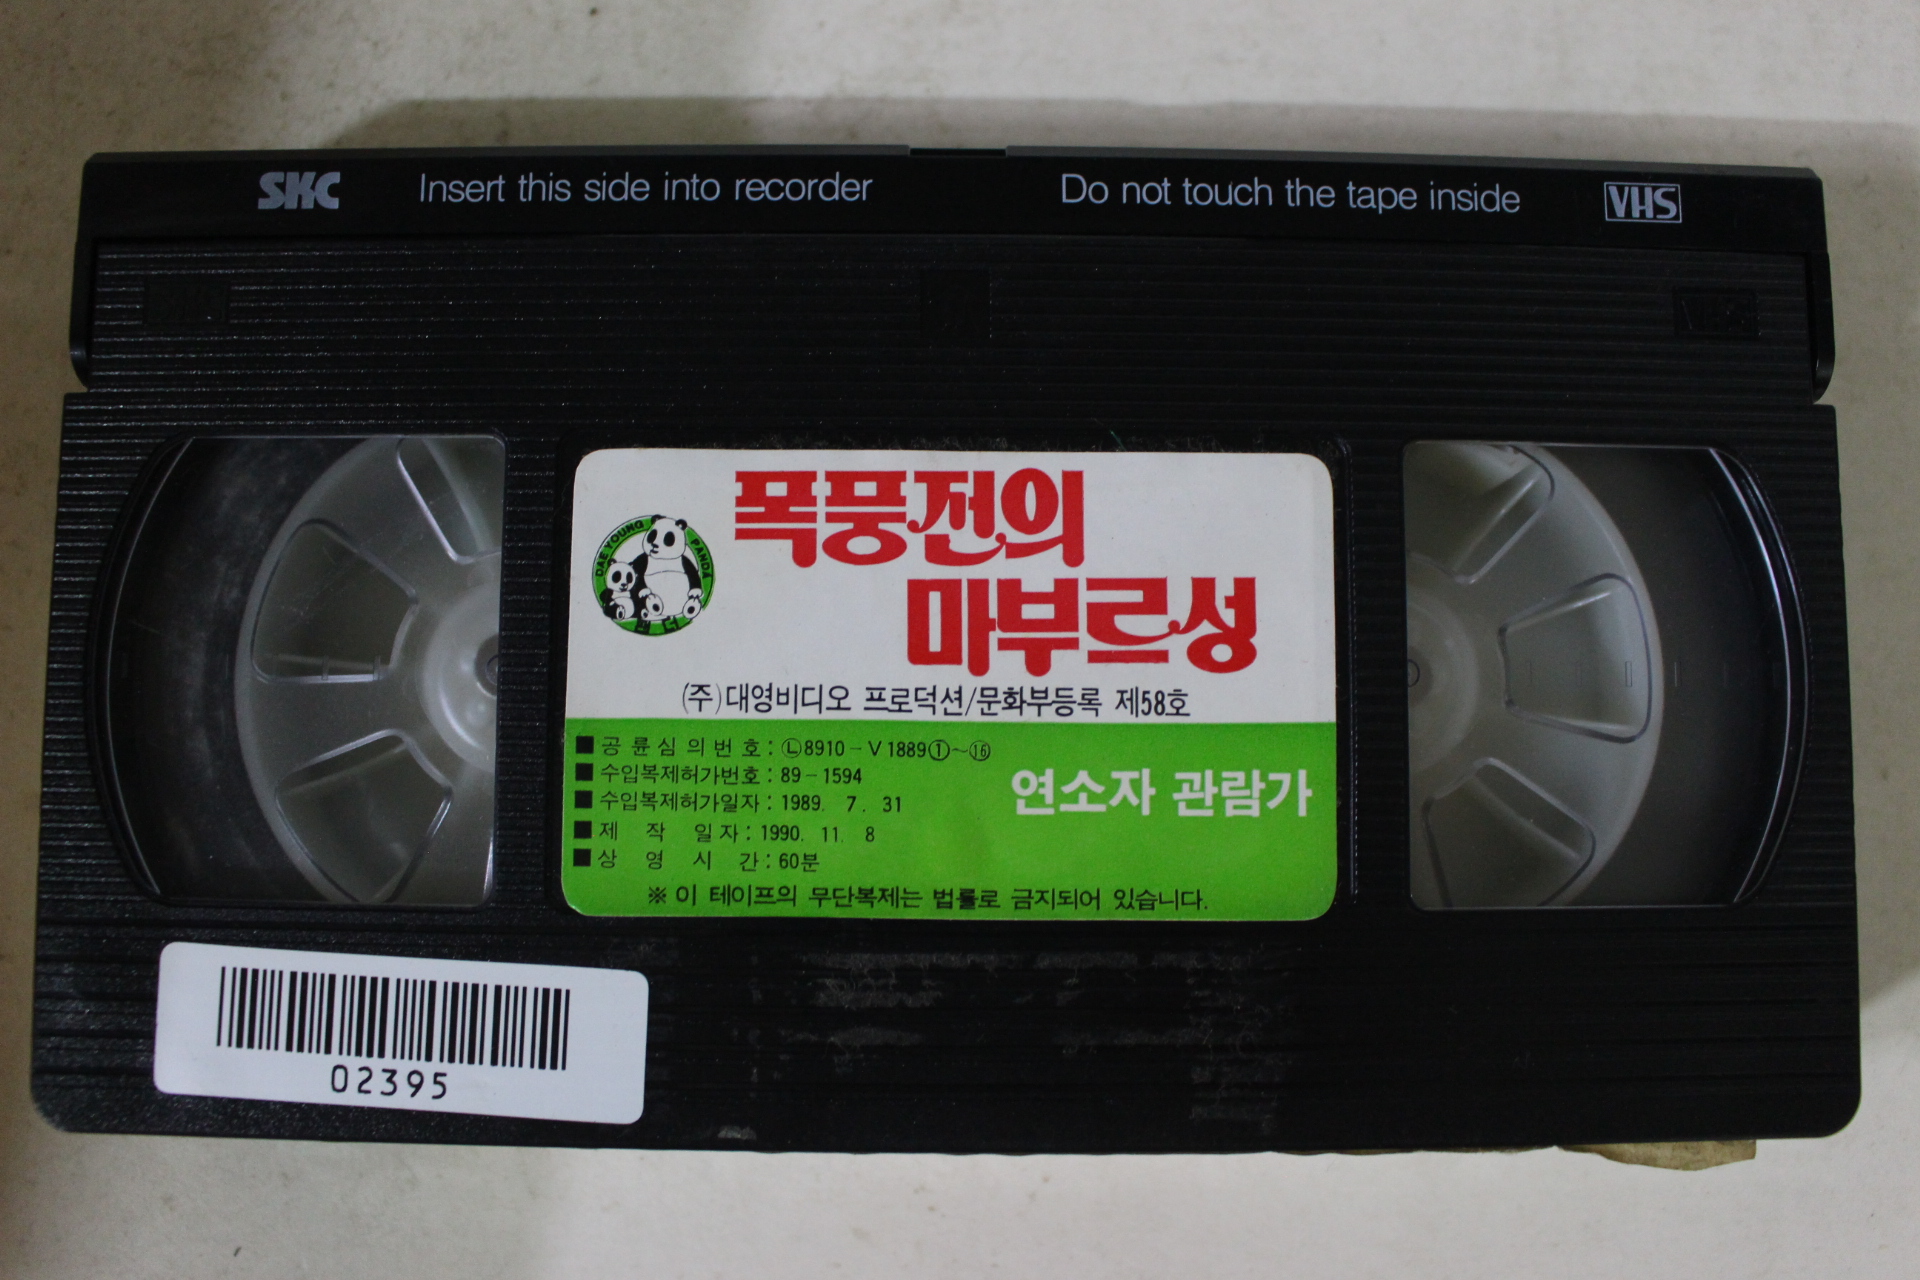 SKC Insert this side into recorder Do not touch the tape inside VHS
폭풍전의
마부르성
DAE YOUNG PANDA
(주)대영비디오 프로덕션/문화부등록 제58호
■ 공륜심의번호 : Ⓛ8910-V1889①~⑯
■ 수입복제허가번호 : 89-1594
■ 수입복제허가일자 : 1989. 7. 31
■ 제 작 일자 : 1990. 11. 8
■ 상 영 시 간 : 60분
연소자 관람가
※ 이 테이프의 무단복제는 법률로 금지되어 있습니다.
02395